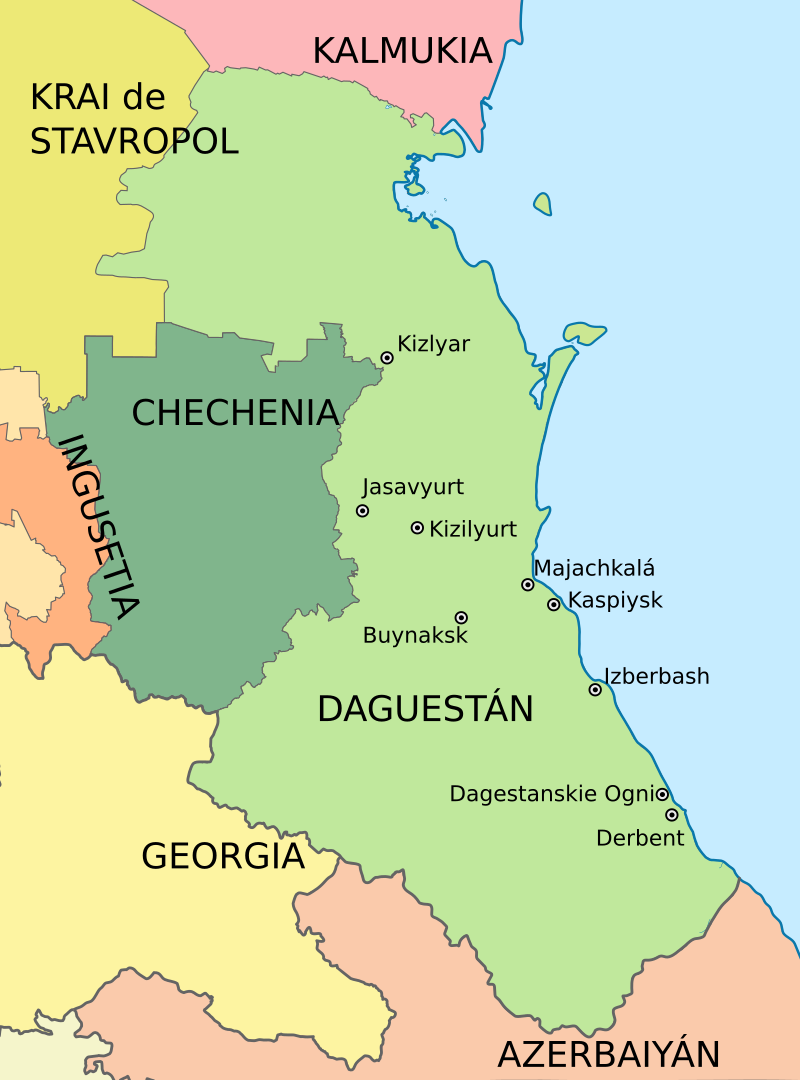 KALMUKIA
KRAI de
STAVROPOL
Kizlyar
CHECHENIA
INGUSETIA
Jasavyurt
Kizilyurt
Majachkalá
Kaspiysk
Buynaksk
Izberbash
DAGUESTÁN
Dagestanskie Ogni
Derbent
GEORGIA
AZERBAIYÁN